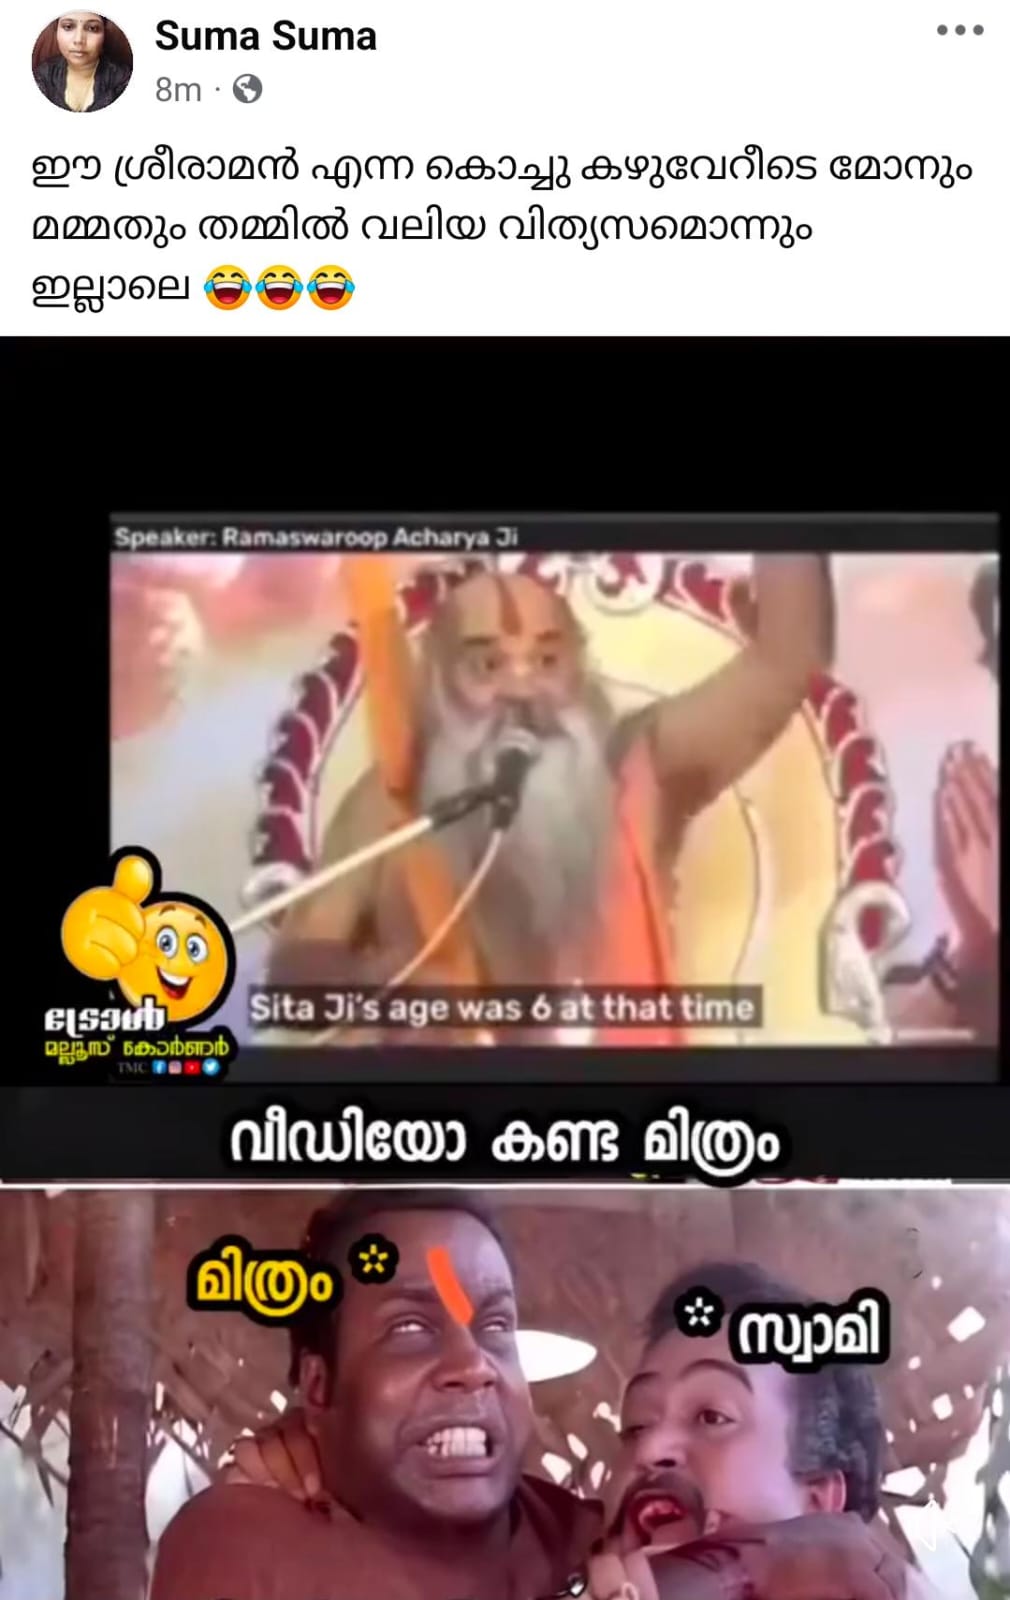 Suma Suma
8m ·
ഈ ശ്രീരാമൻ എന്ന കൊച്ചു കഴുവേറീടെ മോനും
മമ്മതും തമ്മിൽ വലിയ വിത്യസമൊന്നും
ഇല്ലാലെ 😂😂😂
Speaker: Ramaswaroop Acharya Ji
Sita Ji's age was 6 at that time
ട്രോൾ
മല്ലൂസ് കോർണർ
TMC
വീഡിയോ കണ്ട മിത്രം
മിത്രം *
* സ്വാമി